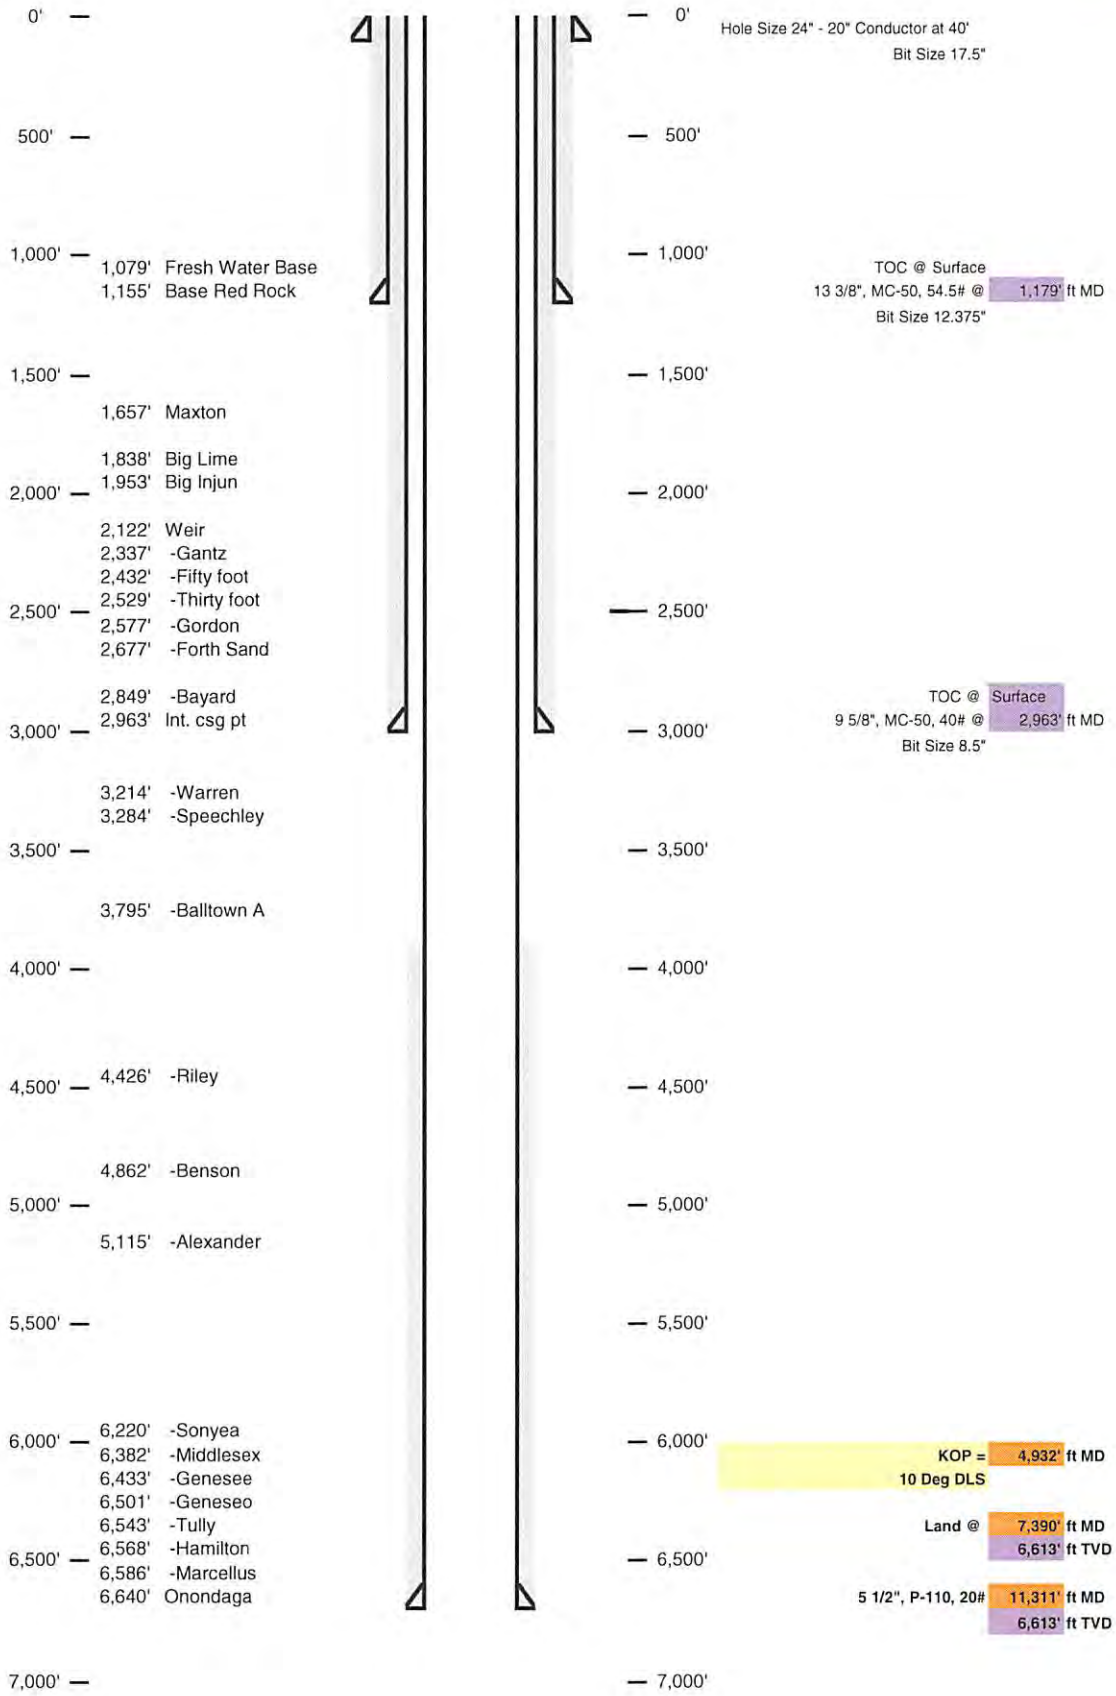 0' 0'
Hole Size 24" - 20" Conductor at 40'
Bit Size 17.5"
500' 500'
1,000' 1,000'
1,079' Fresh Water Base TOC @ Surface
1,155' Base Red Rock 13 3/8", MC-50, 54.5# @ 1,179' ft MD
Bit Size 12.375"
1,500' 1,500'
1,657' Maxton
1,838' Big Lime
1,953' Big Injun
2,000' 2,000'
2,122' Weir
2,337' -Gantz
2,432' -Fifty foot
2,529' -Thirty foot
2,500' 2,500'
2,577' -Gordon
2,677' -Forth Sand
2,849' -Bayard TOC @ Surface
2,963' Int. csg pt 9 5/8", MC-50, 40# @ 2,963' ft MD
3,000' 3,000'
Bit Size 8.5"
3,214' -Warren
3,284' -Speechley
3,500' 3,500'
3,795' -Balltown A
4,000' 4,000'
4,426' -Riley
4,500' 4,500'
4,862' -Benson
5,000' 5,000'
5,115' -Alexander
5,500' 5,500'
6,220' -Sonyea
6,000' 6,000'
6,382' -Middlesex KOP = 4,932' ft MD
6,433' -Genesee 10 Deg DLS
6,501' -Geneseo
6,543' -Tully Land @ 7,390' ft MD
6,568' -Hamilton 6,613' ft TVD
6,500' 6,500'
6,586' -Marcellus
6,640' Onondaga 5 1/2", P-110, 20# 11,311' ft MD
6,613' ft TVD
7,000' 7,000'